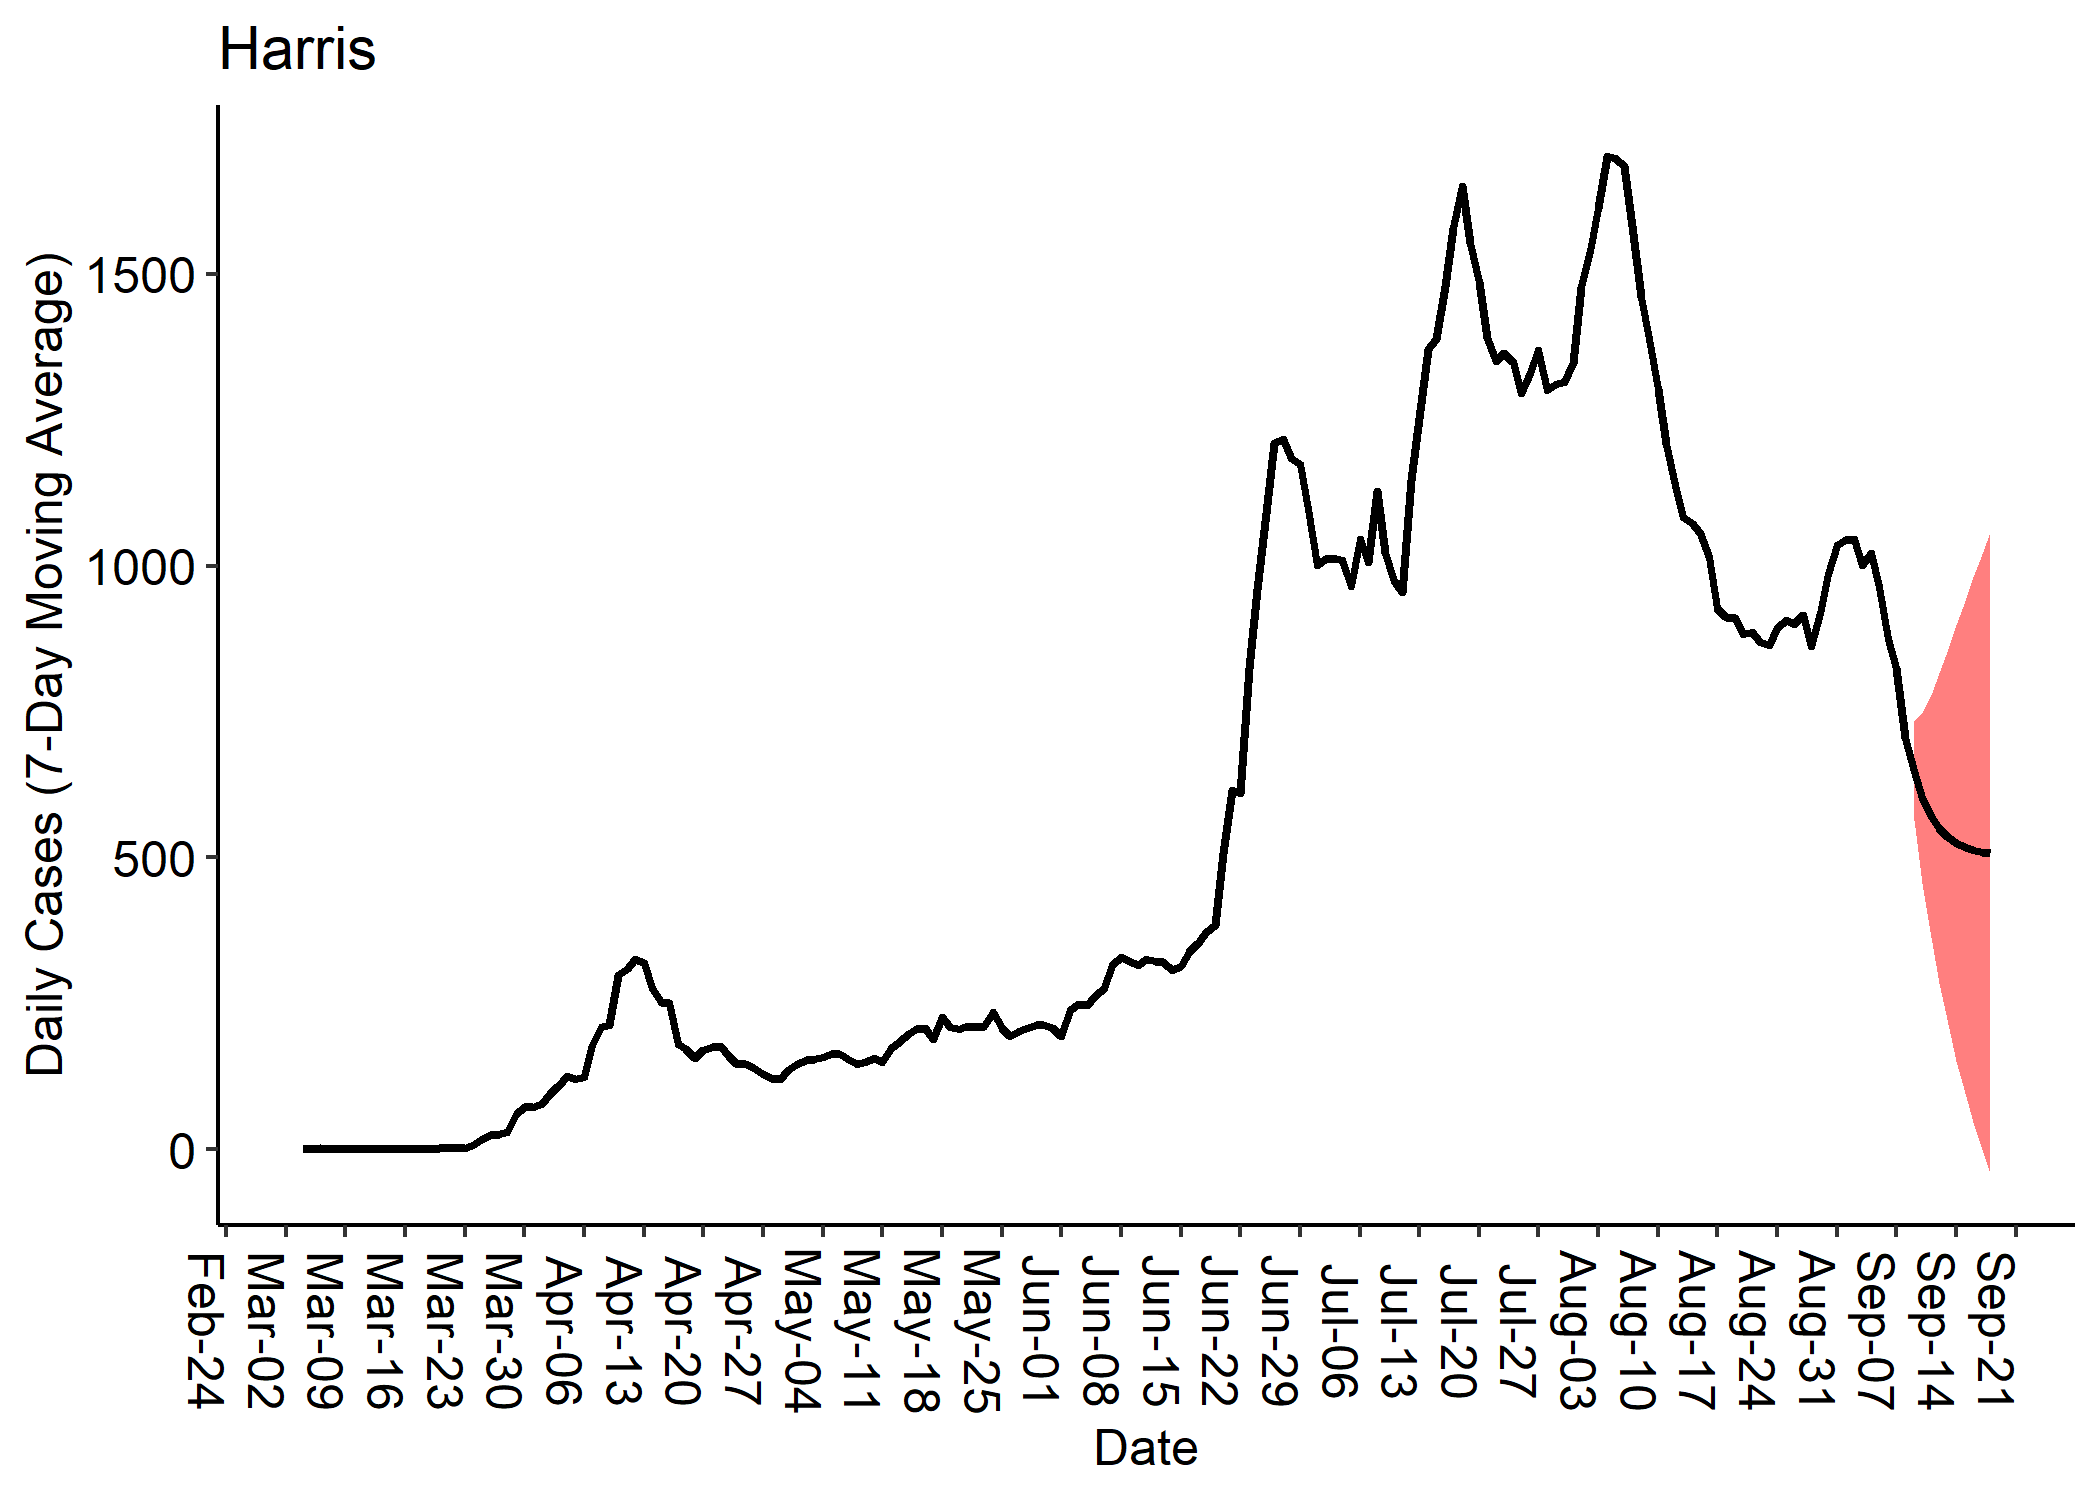 Harris
Daily Cases (7-Day Moving Average)
1500
1000
500
0
Feb-24
Mar-02
Mar-09
Mar-16
Mar-23
Mar-30
Apr-06
Apr-13
Apr-20
Apr-27
May-04
May-11
May-18
May-25
Jun-01
Jun-08
Jun-15
Jun-22
Jun-29
Jul-06
Jul-13
Jul-20
Jul-27
Aug-03
Aug-10
Aug-17
Aug-24
Aug-31
Sep-07
Sep-14
Sep-21
Date